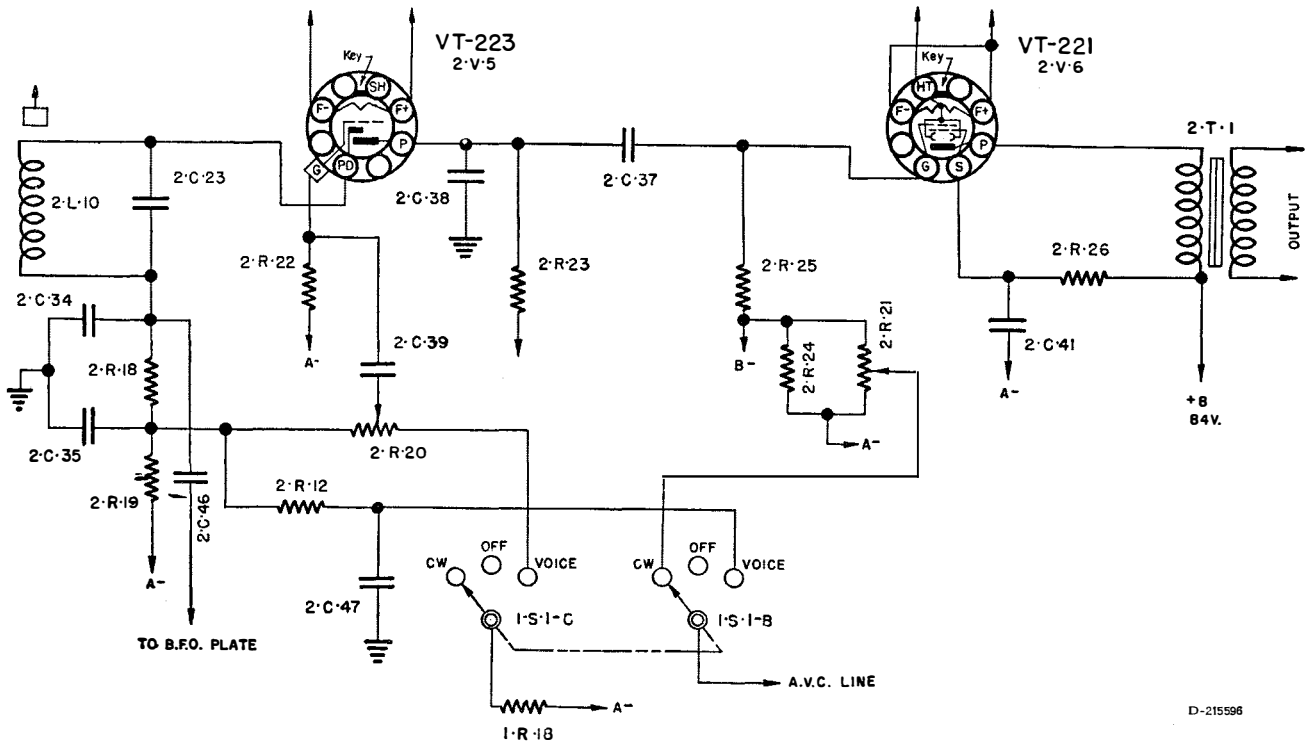 VT-223
2·V·5
VT-221
2·V·6
Key
SH
F-
F+
P
G
PD
Key
HT
F-
F+
P
G
S
2·T·1
OUTPUT
2·L·10
2·C·23
2·C·38
2·C·37
2·R·22
2·R·23
2·R·25
2·R·26
2·C·34
2·R·18
A-
2·C·39
B-
2·R·24
2·R·21
2·C·41
A-
+B
84V.
2·C·35
2·R·19
2·C·46
2·R·20
A-
2·R·12
A-
2·C·47
CW
OFF
VOICE
1·S·1-C
CW
OFF
VOICE
1·S·1-B
TO B.F.O. PLATE
A.V.C. LINE
A-
1·R·18
D-215596